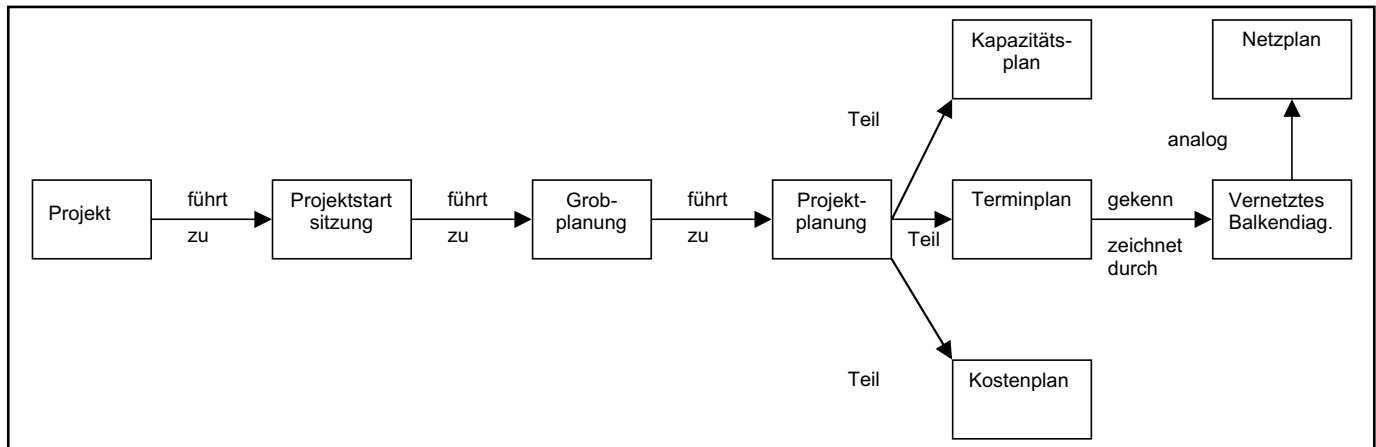 Kapazitäts-
plan
Netzplan
Teil
analog
Projekt
führt
zu
Projektstart
sitzung
führt
zu
Grob-
planung
führt
zu
Projekt-
planung
Teil
Terminplan
gekenn
zeichnet
durch
Vernetztes
Balkendiag.
Teil
Kostenplan